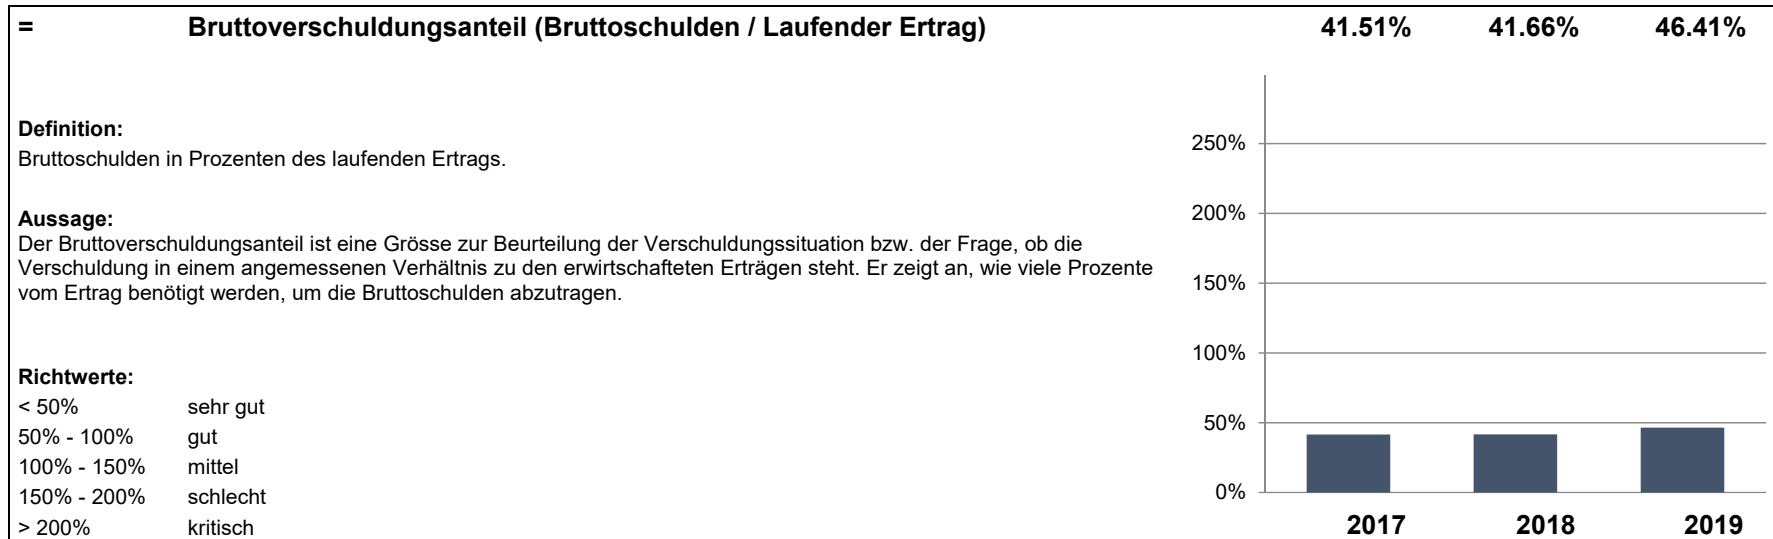 = Bruttoverschuldungsanteil (Bruttoschulden / Laufender Ertrag) 41.51% 41.66% 46.41%
Definition:
Bruttoschulden in Prozenten des laufenden Ertrags.
Aussage:
Der Bruttoverschuldungsanteil ist eine Grösse zur Beurteilung der Verschuldungssituation bzw. der Frage, ob die
Verschuldung in einem angemessenen Verhältnis zu den erwirtschafteten Erträgen steht. Er zeigt an, wie viele Prozente
vom Ertrag benötigt werden, um die Bruttoschulden abzutragen.
Richtwerte:
< 50% sehr gut
50% - 100% gut
100% - 150% mittel
150% - 200% schlecht
> 200% kritisch
250%
200%
150%
100%
50%
0%
2017 2018 2019